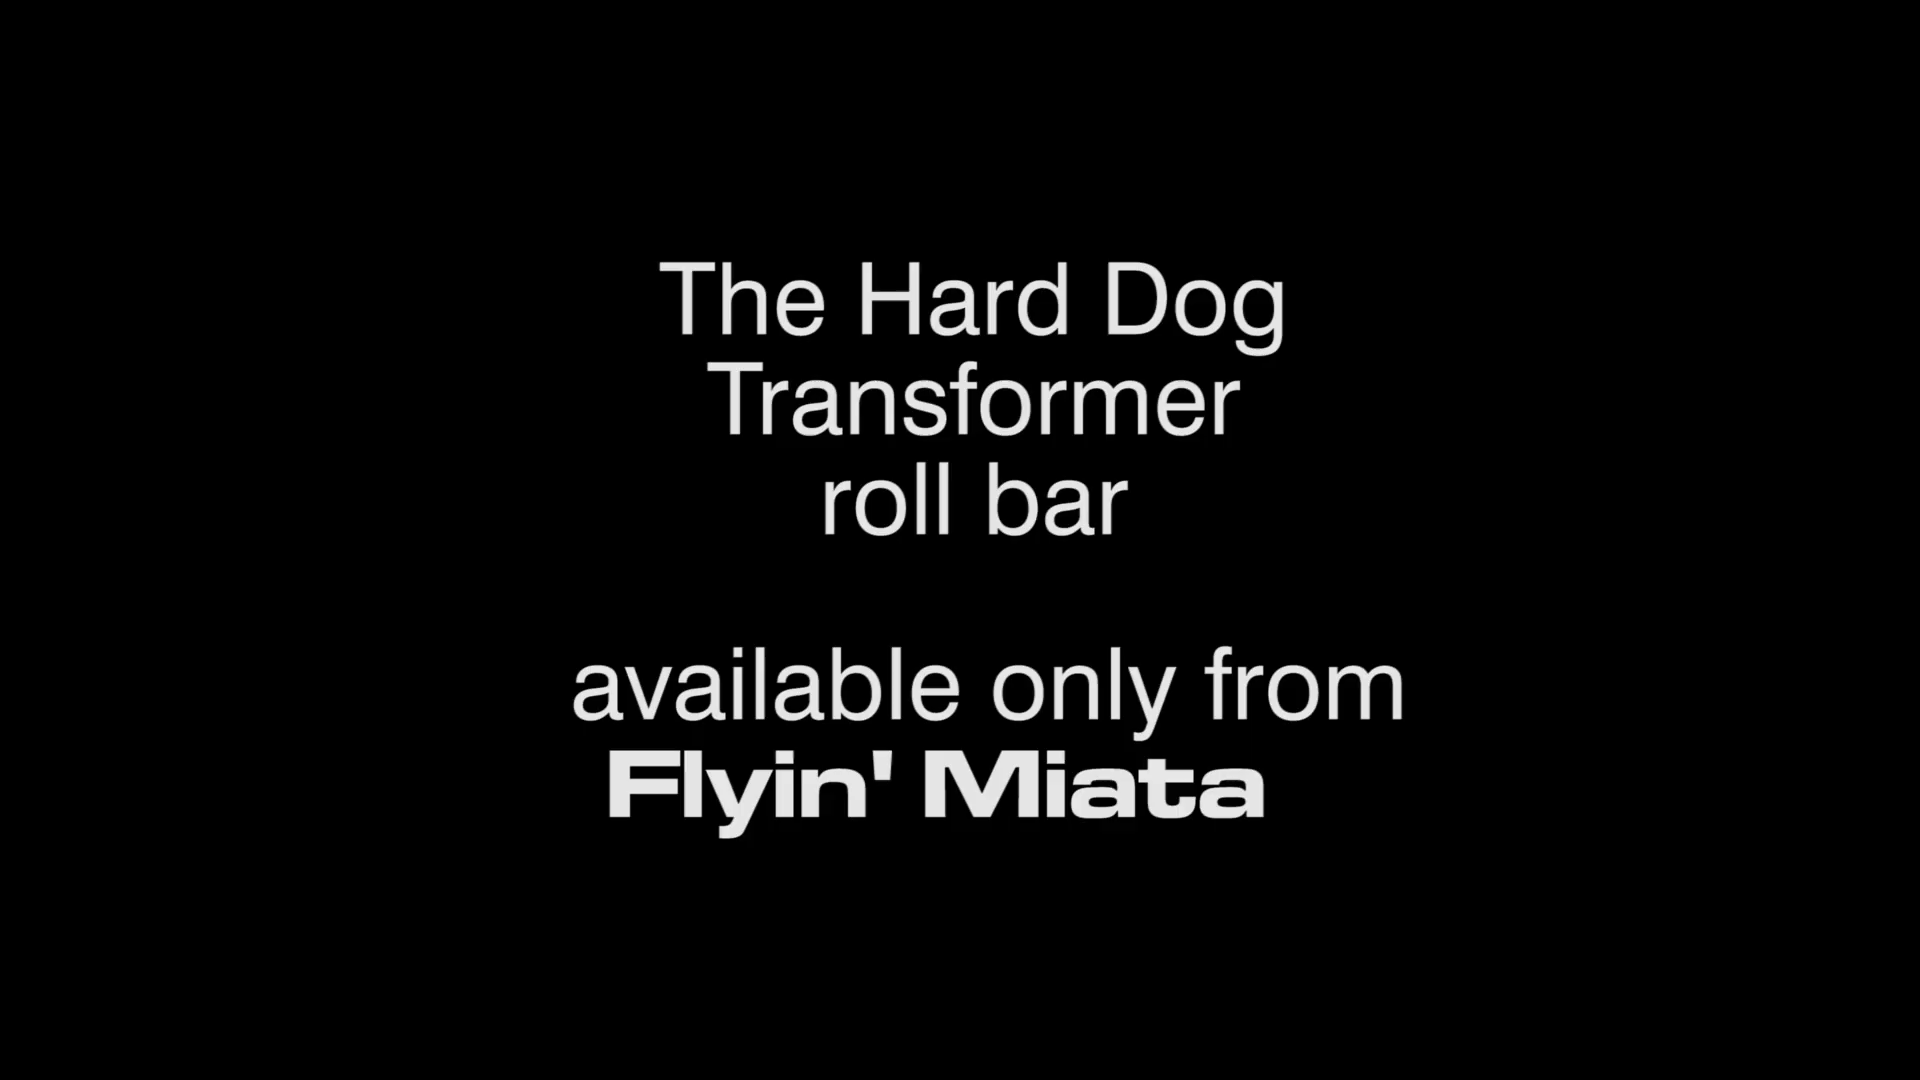 The Hard Dog
Transformer
roll bar
available only from
Flyin' Miata